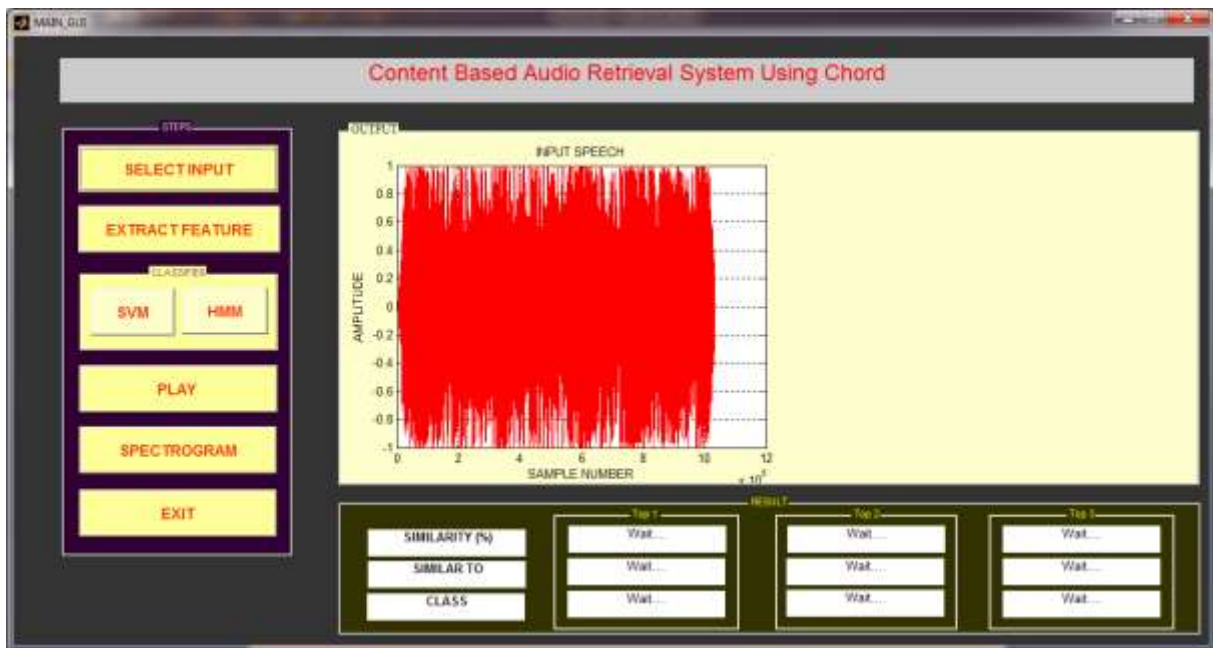 MAIN_GUI
Content Based Audio Retrieval System Using Chord
STEPS
SELECT INPUT
EXTRACT FEATURE
CLASSIFIER
SVM
HMM
PLAY
SPECTROGRAM
EXIT
OUTPUT
INPUT SPEECH
AMPLITUDE
1
0.8
0.6
0.4
0.2
0
-0.2
-0.4
-0.6
-0.8
-1
0 2 4 6 8 10 12
SAMPLE NUMBER
RESULT
Top 1
Top 2
Top 3
SIMILARITY (%)
Wait....
Wait....
Wait....
SIMILAR TO
Wait....
Wait....
Wait....
CLASS
Wait....
Wait....
Wait....